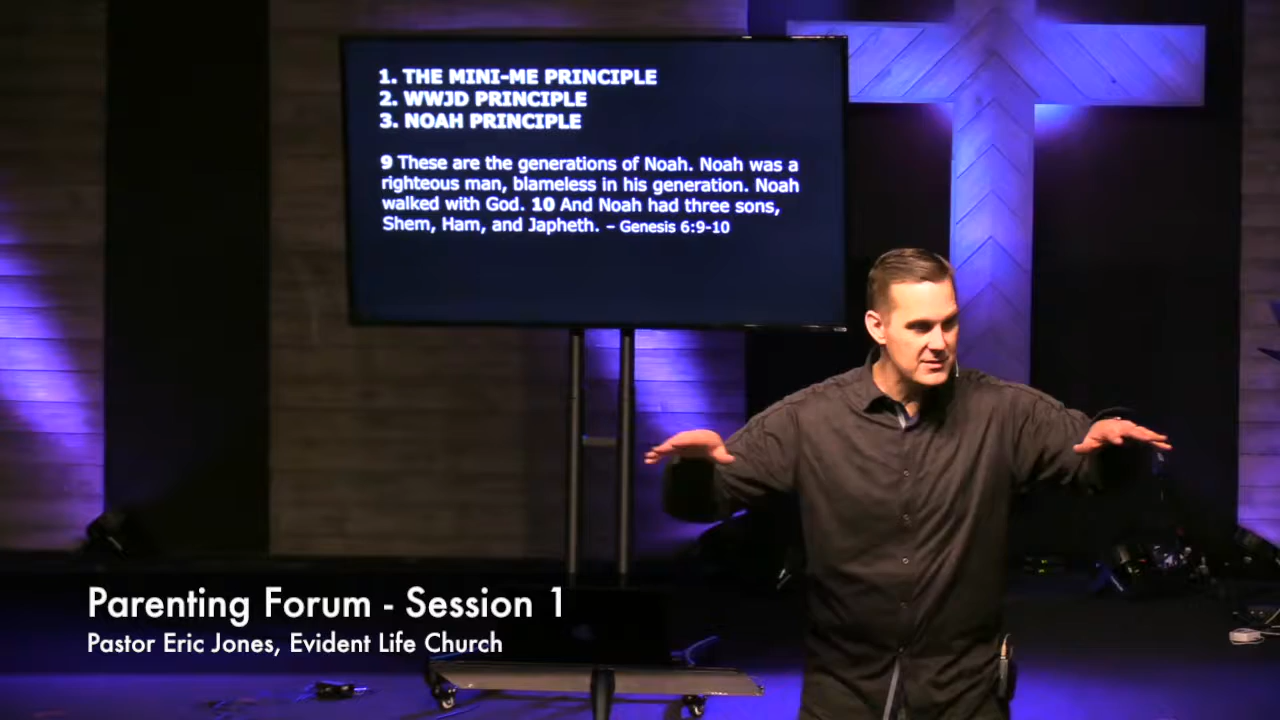 1. THE MINI-ME PRINCIPLE
2. WWJD PRINCIPLE
3. NOAH PRINCIPLE
9 These are the generations of Noah. Noah was a
righteous man, blameless in his generation. Noah
walked with God. 10 And Noah had three sons,
Shem, Ham, and Japheth. – Genesis 6:9-10
Parenting Forum - Session 1
Pastor Eric Jones, Evident Life Church